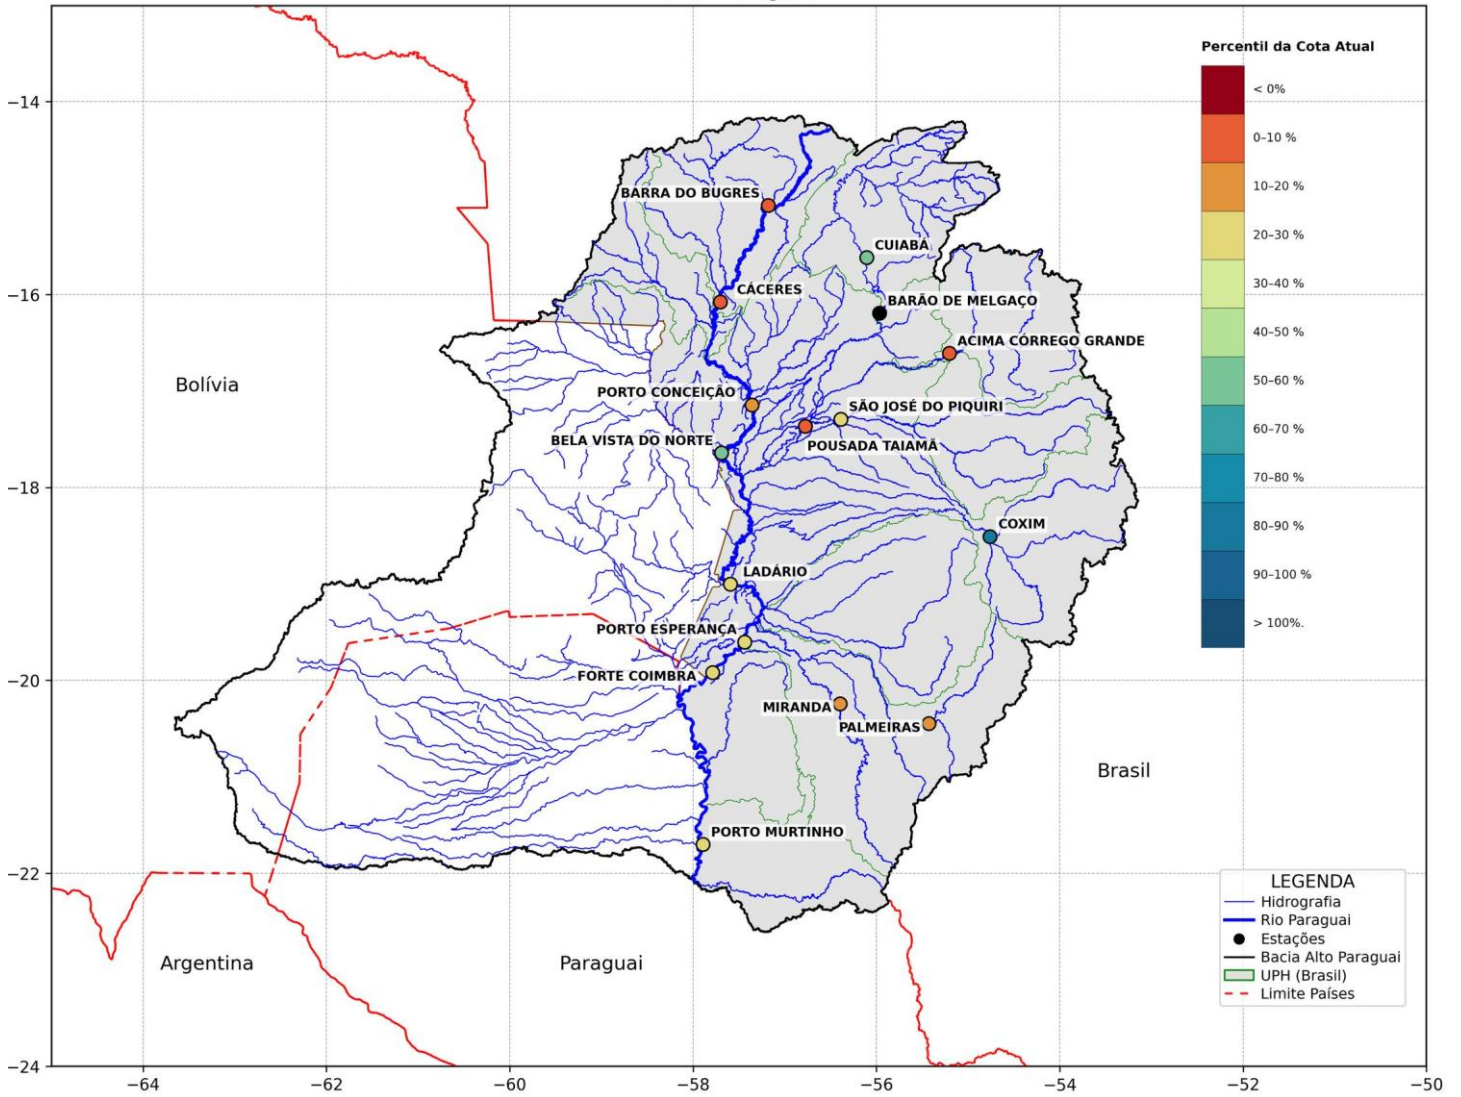 Percentil da Cota Atual
< 0%
0–10 %
10–20 %
20–30 %
30–40 %
40–50 %
50–60 %
60–70 %
70–80 %
80–90 %
90–100 %
> 100%.
−14
−16
−18
−20
−22
−24
BARRA DO BUGRES
CUIABÁ
CÁCERES
BARÃO DE MELGAÇO
ACIMA CÓRREGO GRANDE
Bolívia
PORTO CONCEIÇÃO
SÃO JOSÉ DO PIQUIRI
BELA VISTA DO NORTE
POUSADA TAIAMÃ
COXIM
LADÁRIO
PORTO ESPERANÇA
FORTE COIMBRA
MIRANDA
PALMEIRAS
Brasil
PORTO MURTINHO
Argentina
Paraguai
LEGENDA
Hidrografia
Rio Paraguai
Estações
Bacia Alto Paraguai
UPH (Brasil)
Limite Países
−64
−62
−60
−58
−56
−54
−52
−50